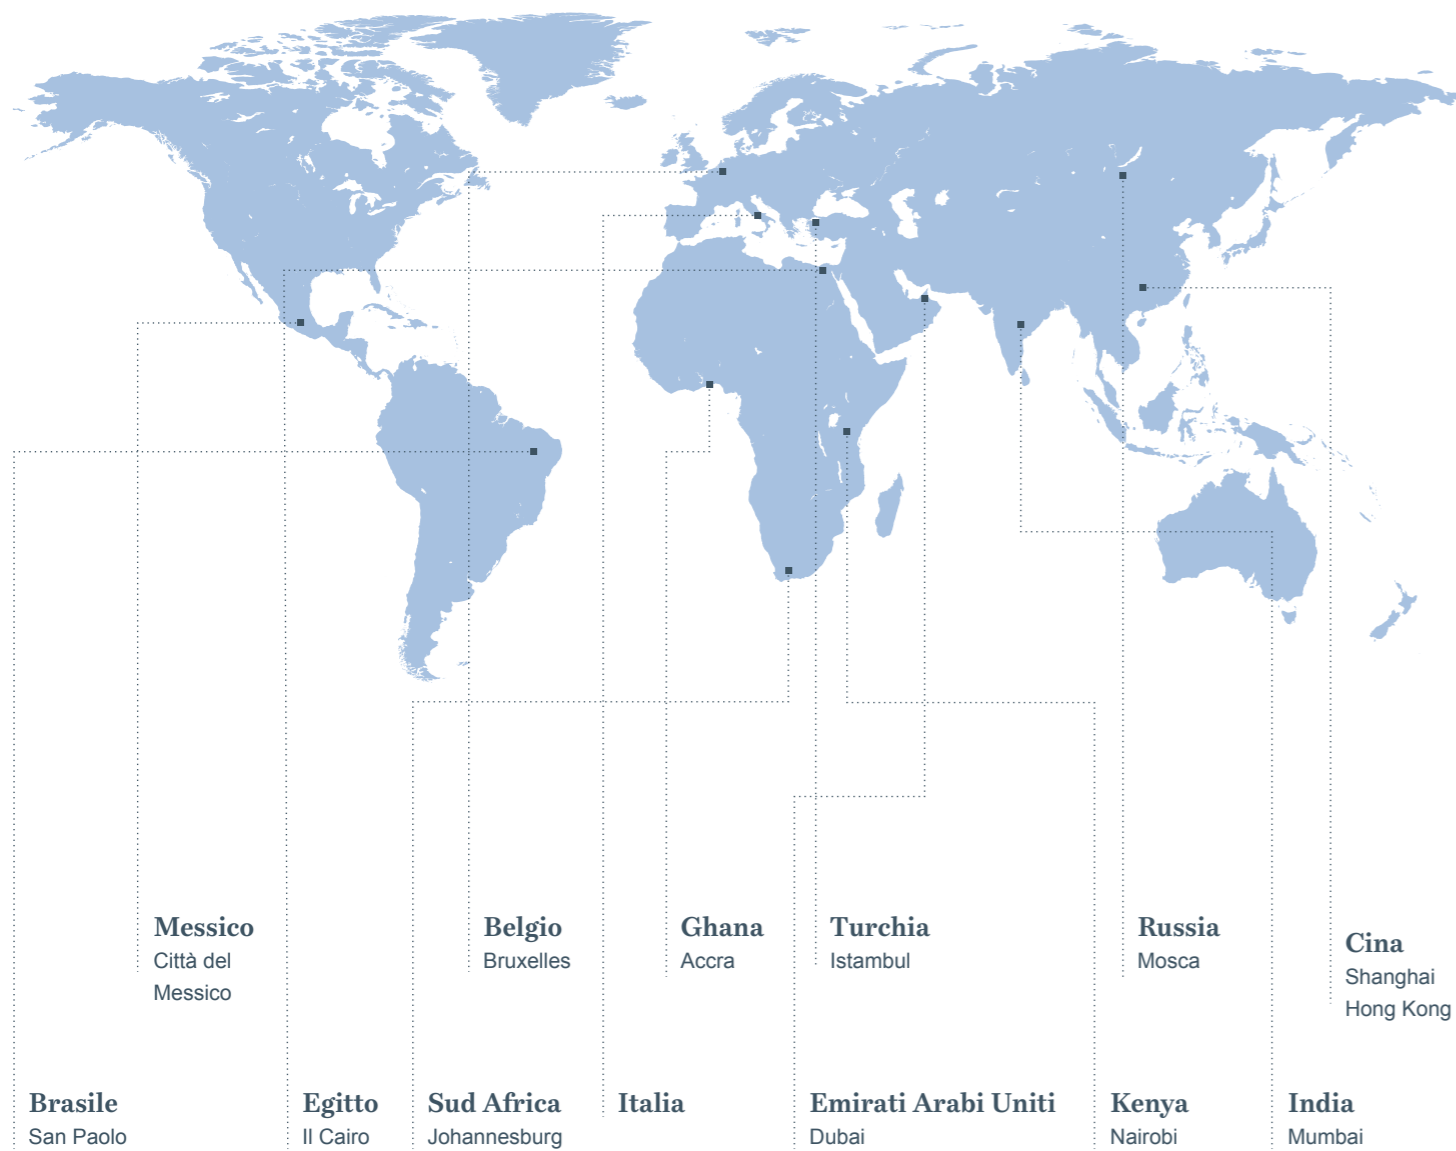 Messico
Città del
Messico
Belgio
Bruxelles
Ghana
Accra
Turchia
Istambul
Russia
Mosca
Cina
Shanghai
Hong Kong
Brasile
San Paolo
Egitto
Il Cairo
Sud Africa
Johannesburg
Italia
Emirati Arabi Uniti
Dubai
Kenya
Nairobi
India
Mumbai